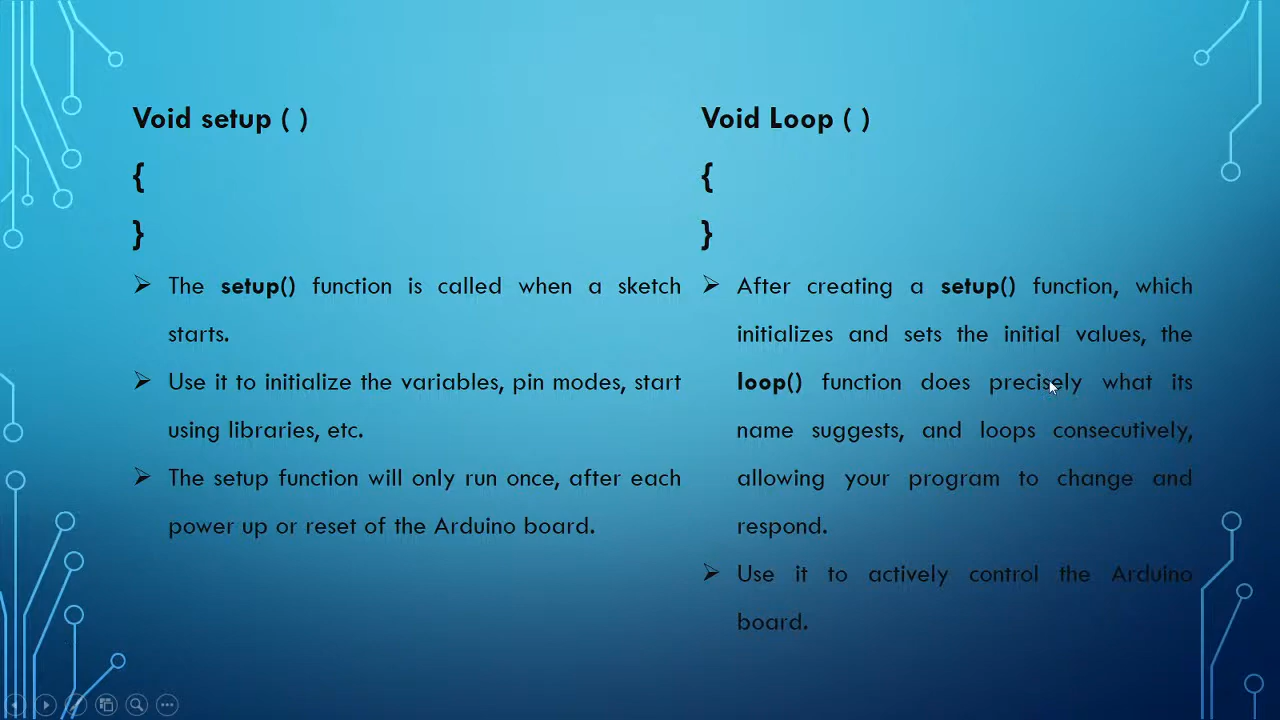 Void setup ( )
{
}
➢ The setup() function is called when a sketch
starts.
➢ Use it to initialize the variables, pin modes, start
using libraries, etc.
➢ The setup function will only run once, after each
power up or reset of the Arduino board.
Void Loop ( )
{
}
➢ After creating a setup() function, which
initializes and sets the initial values, the
loop() function does precisely what its
name suggests, and loops consecutively,
allowing your program to change and
respond.
➢ Use it to actively control the Arduino
board.